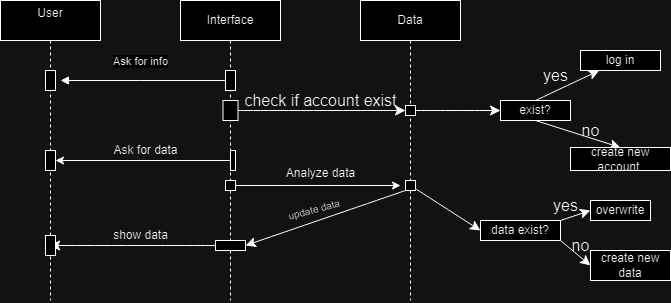 User
Interface
Data
Ask for info
yes
log in
check if account exist
exist?
no
Ask for data
create new
account
Analyze data
update data
yes
overwrite
show data
data exist?
no
create new
data